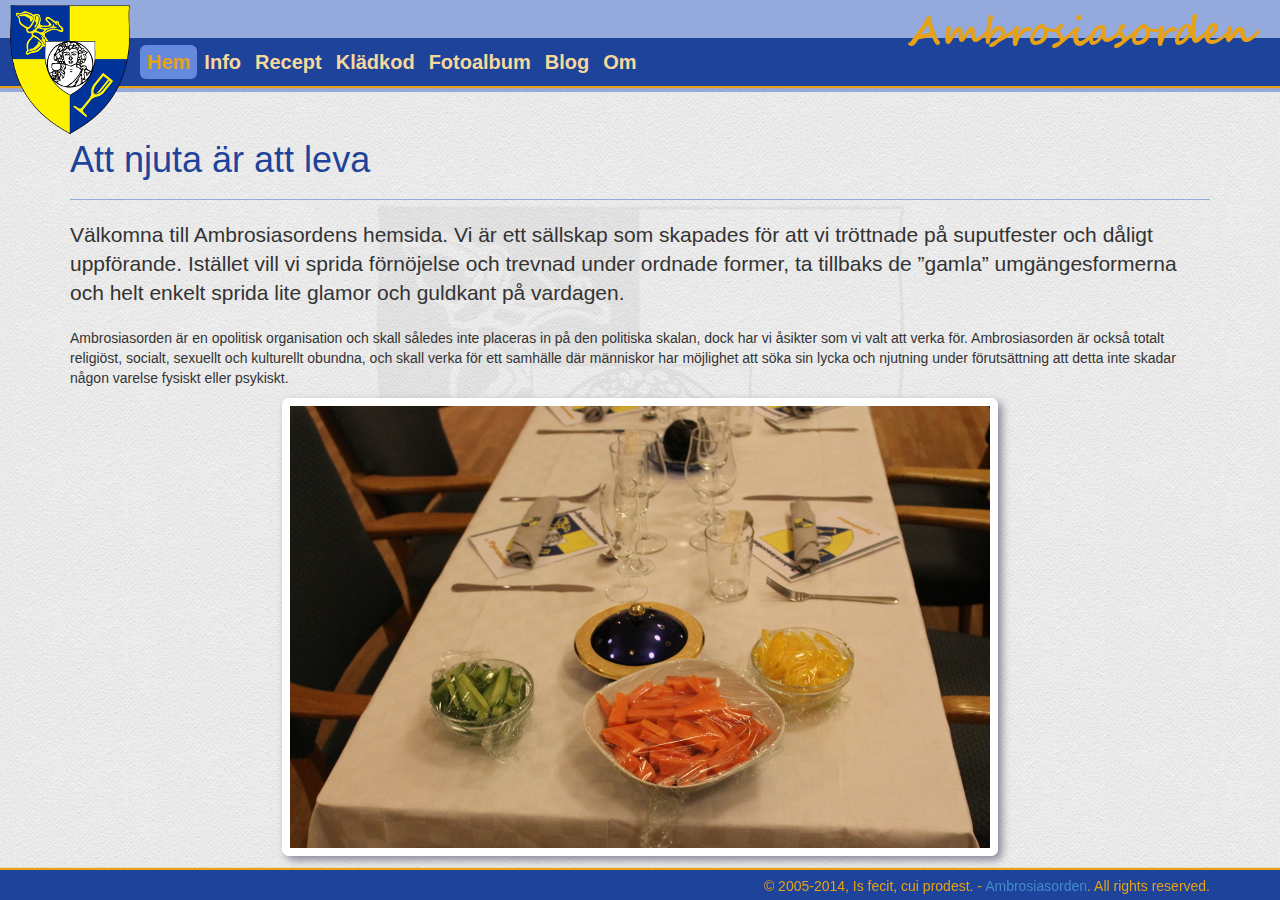 Ambrosiasorden
Hem Info Recept Klädkod Fotoalbum Blog Om
Att njuta är att leva
Välkomna till Ambrosiasordens hemsida. Vi är ett sällskap som skapades för att vi tröttnade på suputfester och dåligt
uppförande. Istället vill vi sprida förnöjelse och trevnad under ordnade former, ta tillbaks de ”gamla” umgängesformerna
och helt enkelt sprida lite glamor och guldkant på vardagen.
Ambrosiasorden är en opolitisk organisation och skall således inte placeras in på den politiska skalan, dock har vi åsikter som vi valt att verka för. Ambrosiasorden är också totalt
religiöst, socialt, sexuellt och kulturellt obundna, och skall verka för ett samhälle där människor har möjlighet att söka sin lycka och njutning under förutsättning att detta inte skadar
någon varelse fysiskt eller psykiskt.
© 2005-2014, Is fecit, cui prodest. - Ambrosiasorden. All rights reserved.